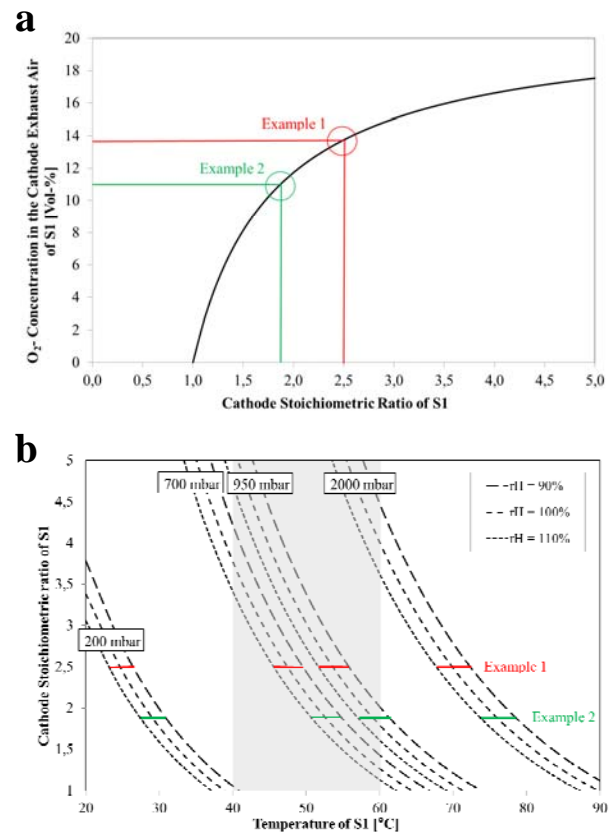 a
O₂- Concentration in the Cathode Exhaust Air
of S1 [Vol-%]
20
18
16
14
12
10
8
6
4
2
0
Example 1
Example 2
0,0 0,5 1,0 1,5 2,0 2,5 3,0 3,5 4,0 4,5 5,0
Cathode Stoichiometric Ratio of S1
b
Cathode Stoichiometric ratio of S1
5
4,5
4
3,5
3
2,5
2
1,5
1
700 mbar
950 mbar
2000 mbar
200 mbar
rH = 90%
rH = 100%
rH = 110%
Example 1
Example 2
20 30 40 50 60 70 80 90
Temperature of S1 [°C]